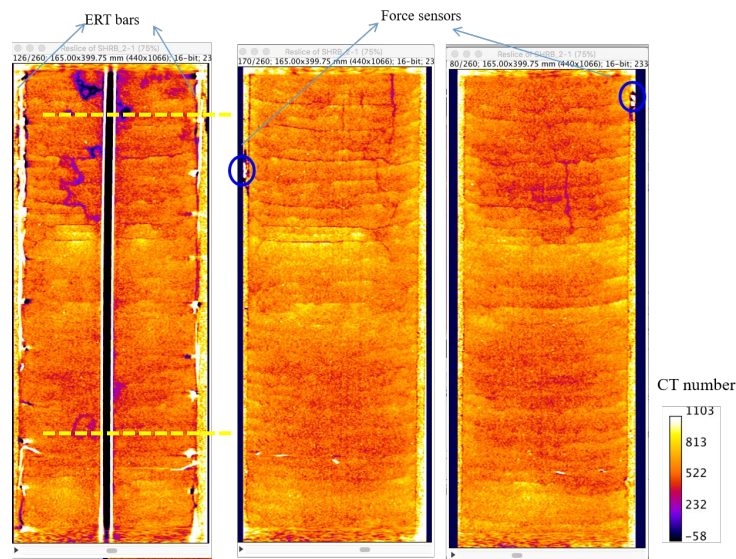 ERT bars
Force sensors
Reslice of SHRB_2-1 (75%)
126/260; 165.00x399.75 mm (440x1066); 16-bit; 23
Reslice of SHRB_2-1 (75%)
170/260; 165.00x399.75 mm (440x1066); 16-bit; 23
Reslice of SHRB_2-1 (75%)
80/260; 165.00x399.75 mm (440x1066); 16-bit; 233
CT number
1103
813
522
232
-58